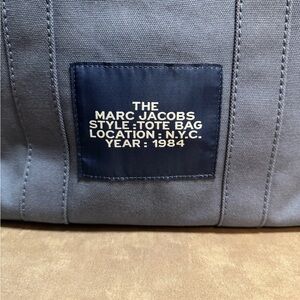 THE
MARC JACOBS
STYLE :TOTE BAG
LOCATION : N.Y.C.
YEAR : 1984